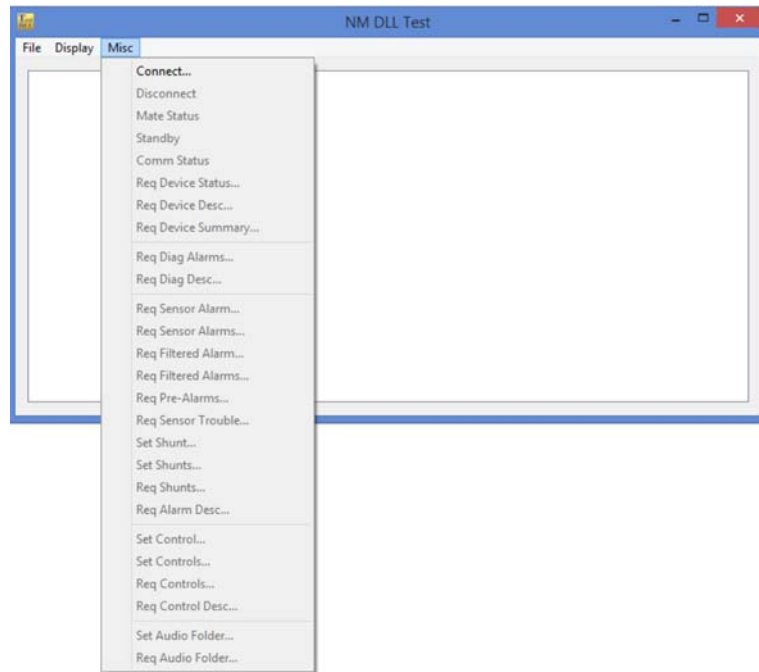 NM DLL Test
File Display Misc
Connect...
Disconnect
Mate Status
Standby
Comm Status
Req Device Status...
Req Device Desc...
Req Device Summary...
Req Diag Alarms...
Req Diag Desc...
Req Sensor Alarm...
Req Sensor Alarms...
Req Filtered Alarm...
Req Filtered Alarms...
Req Pre-Alarms...
Req Sensor Trouble...
Set Shunt...
Set Shunts...
Req Shunts...
Req Alarm Desc...
Set Control...
Set Controls...
Req Controls...
Req Control Desc...
Set Audio Folder...
Req Audio Folder...